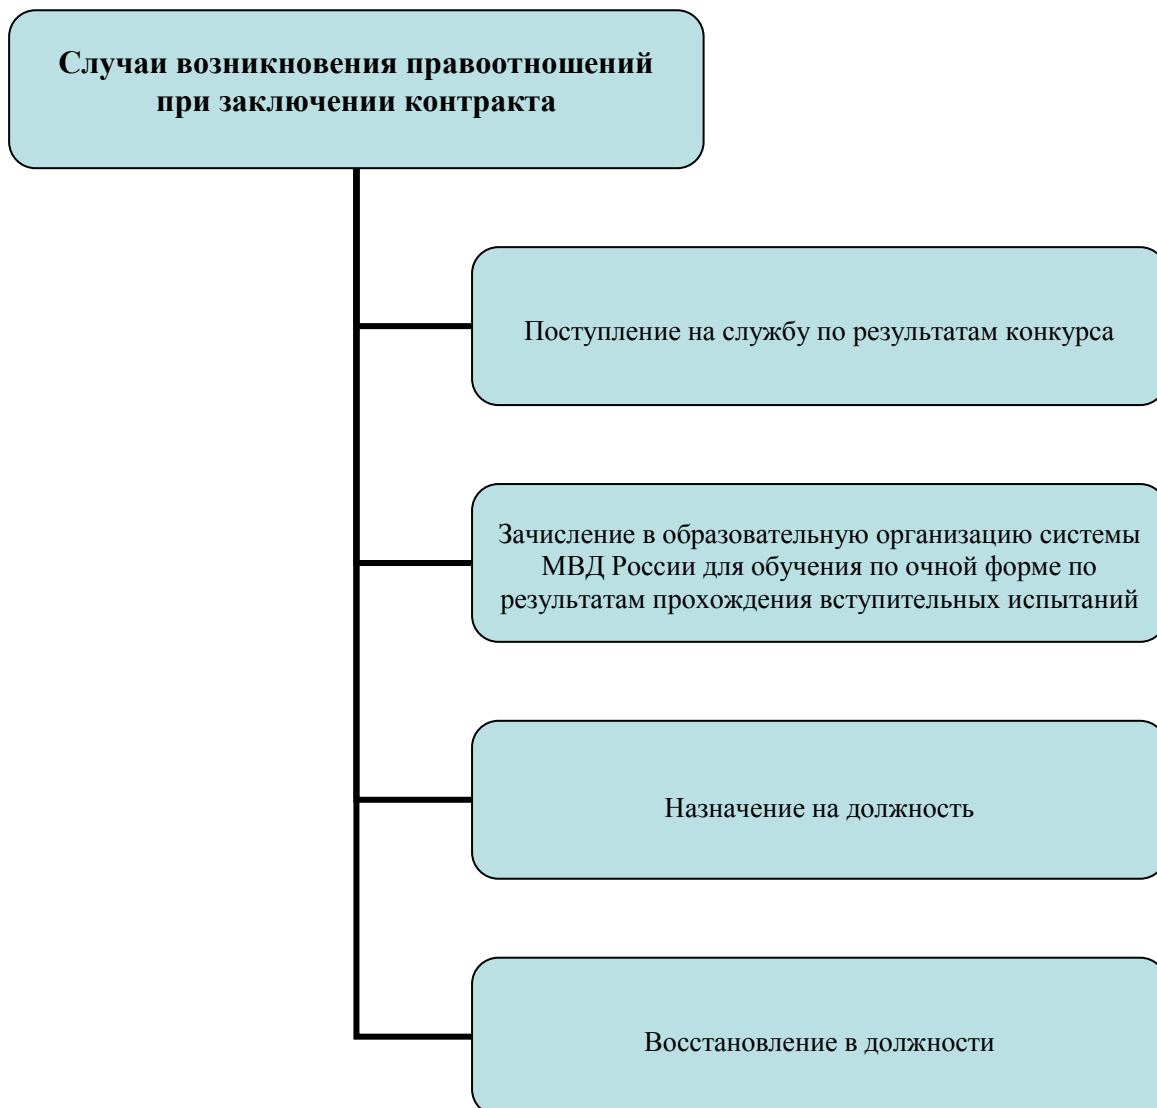 Случаи возникновения правоотношений
при заключении контракта
Поступление на службу по результатам конкурса
Зачисление в образовательную организацию системы
МВД России для обучения по очной форме по
результатам прохождения вступительных испытаний
Назначение на должность
Восстановление в должности